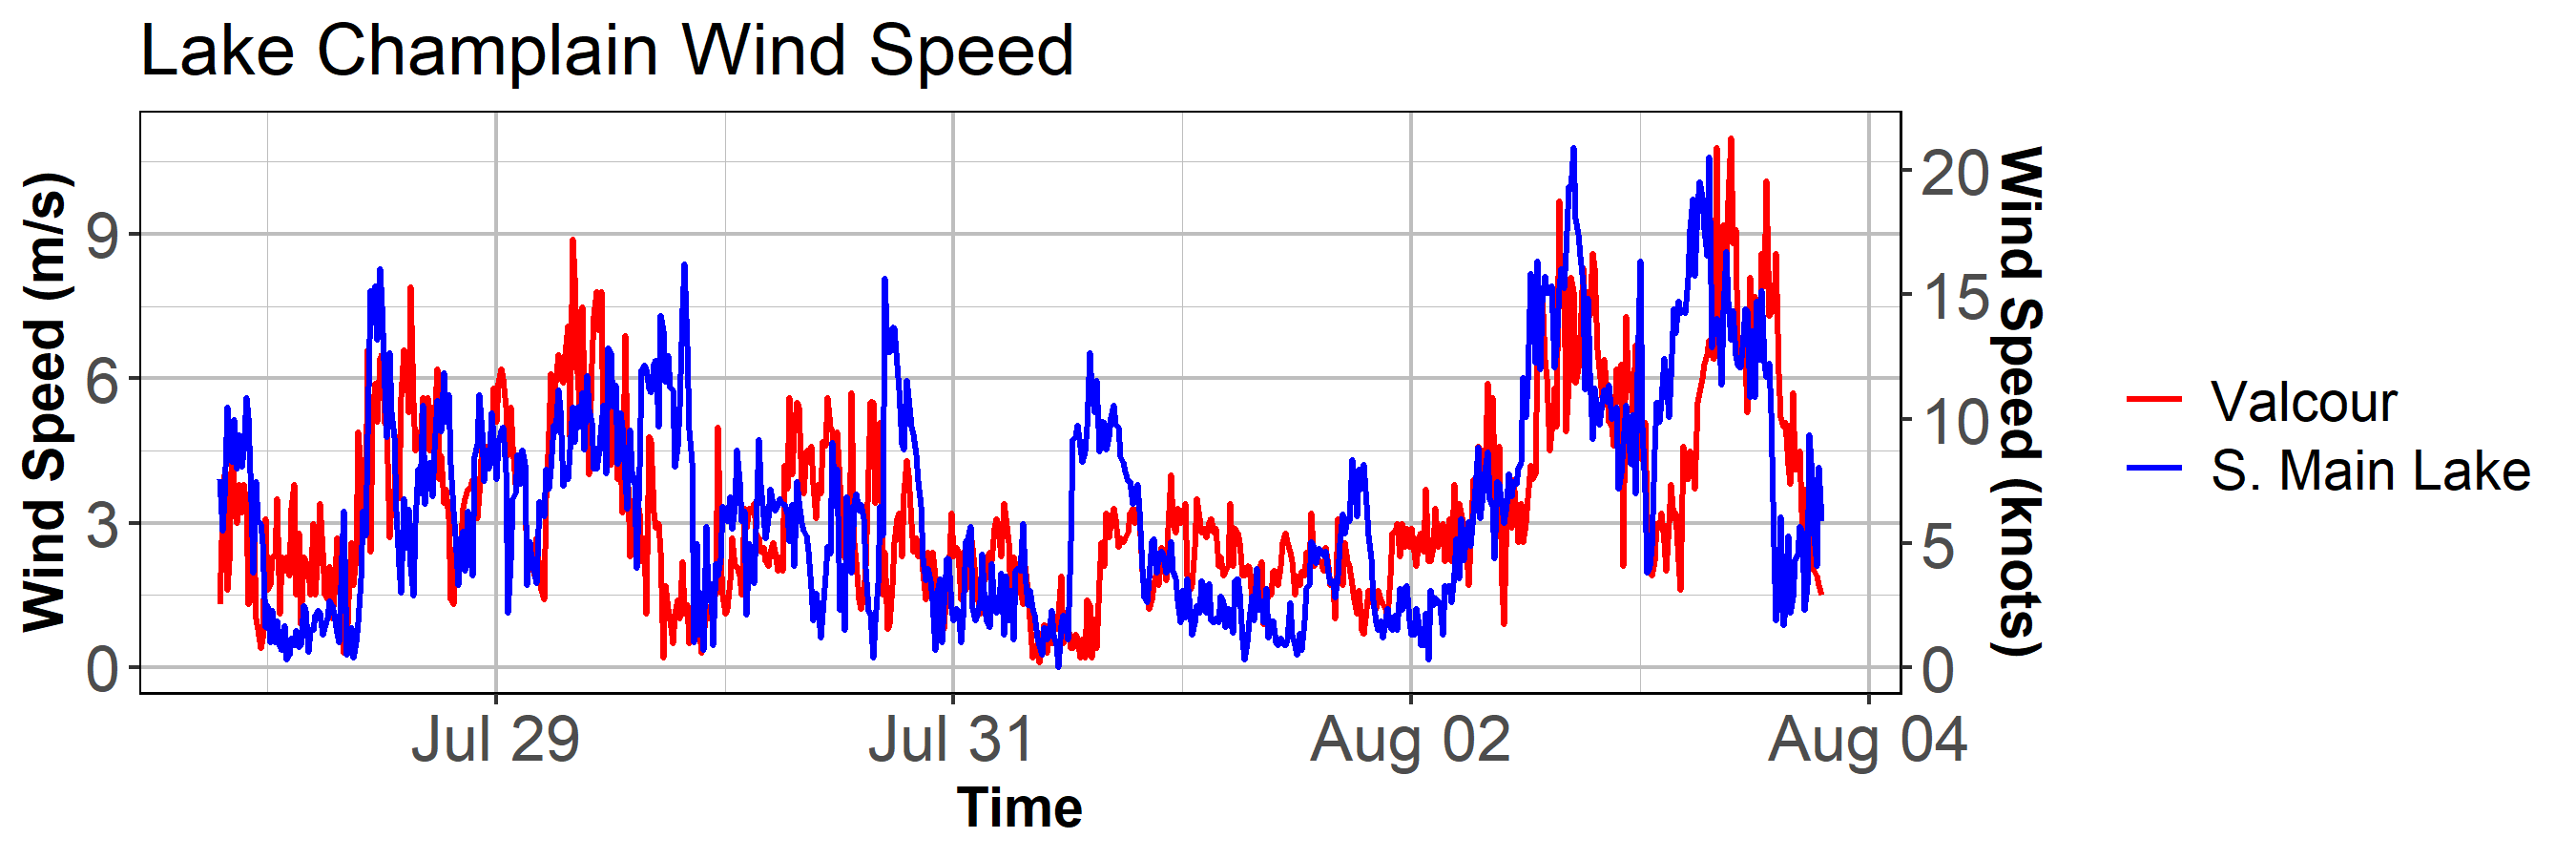 Lake Champlain Wind Speed
Wind Speed (m/s)
9
6
3
0
20
15
10
5
0
Wind Speed (knots)
Jul 29
Jul 31
Aug 02
Aug 04
Time
Valcour
S. Main Lake